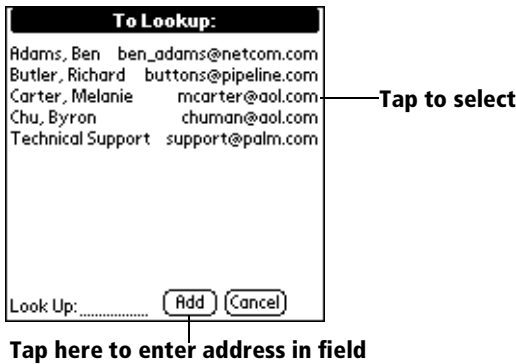 To Lookup:
Adams, Ben ben_adams@netcom.com
Butler, Richard buttons@pipeline.com
Carter, Melanie mcarter@aol.com
Tap to select
Chu, Byron chuman@aol.com
Technical Support support@palm.com
Look Up: Add Cancel
Tap here to enter address in field